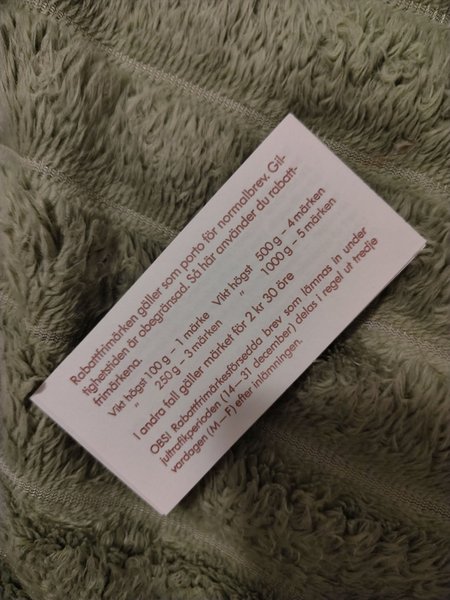 Rabattfrimärken gäller som porto för normalbrev. Gil-
tighetstiden är obegränsad. Så här använder du rabatt-
frimärkena.
Vikt högst 100 g – 1 märke Vikt högst 500 g – 4 märken
„ 250 g – 3 märken „ 1000 g – 5 märken
I andra fall gäller märket för 2 kr 30 öre
OBS! Rabattfrimärkeförsedda brev som lämnas in under
jultrafikperioden (14—31 december) delas i regel ut tredje
vardagen (M—F) efter inlämningen.